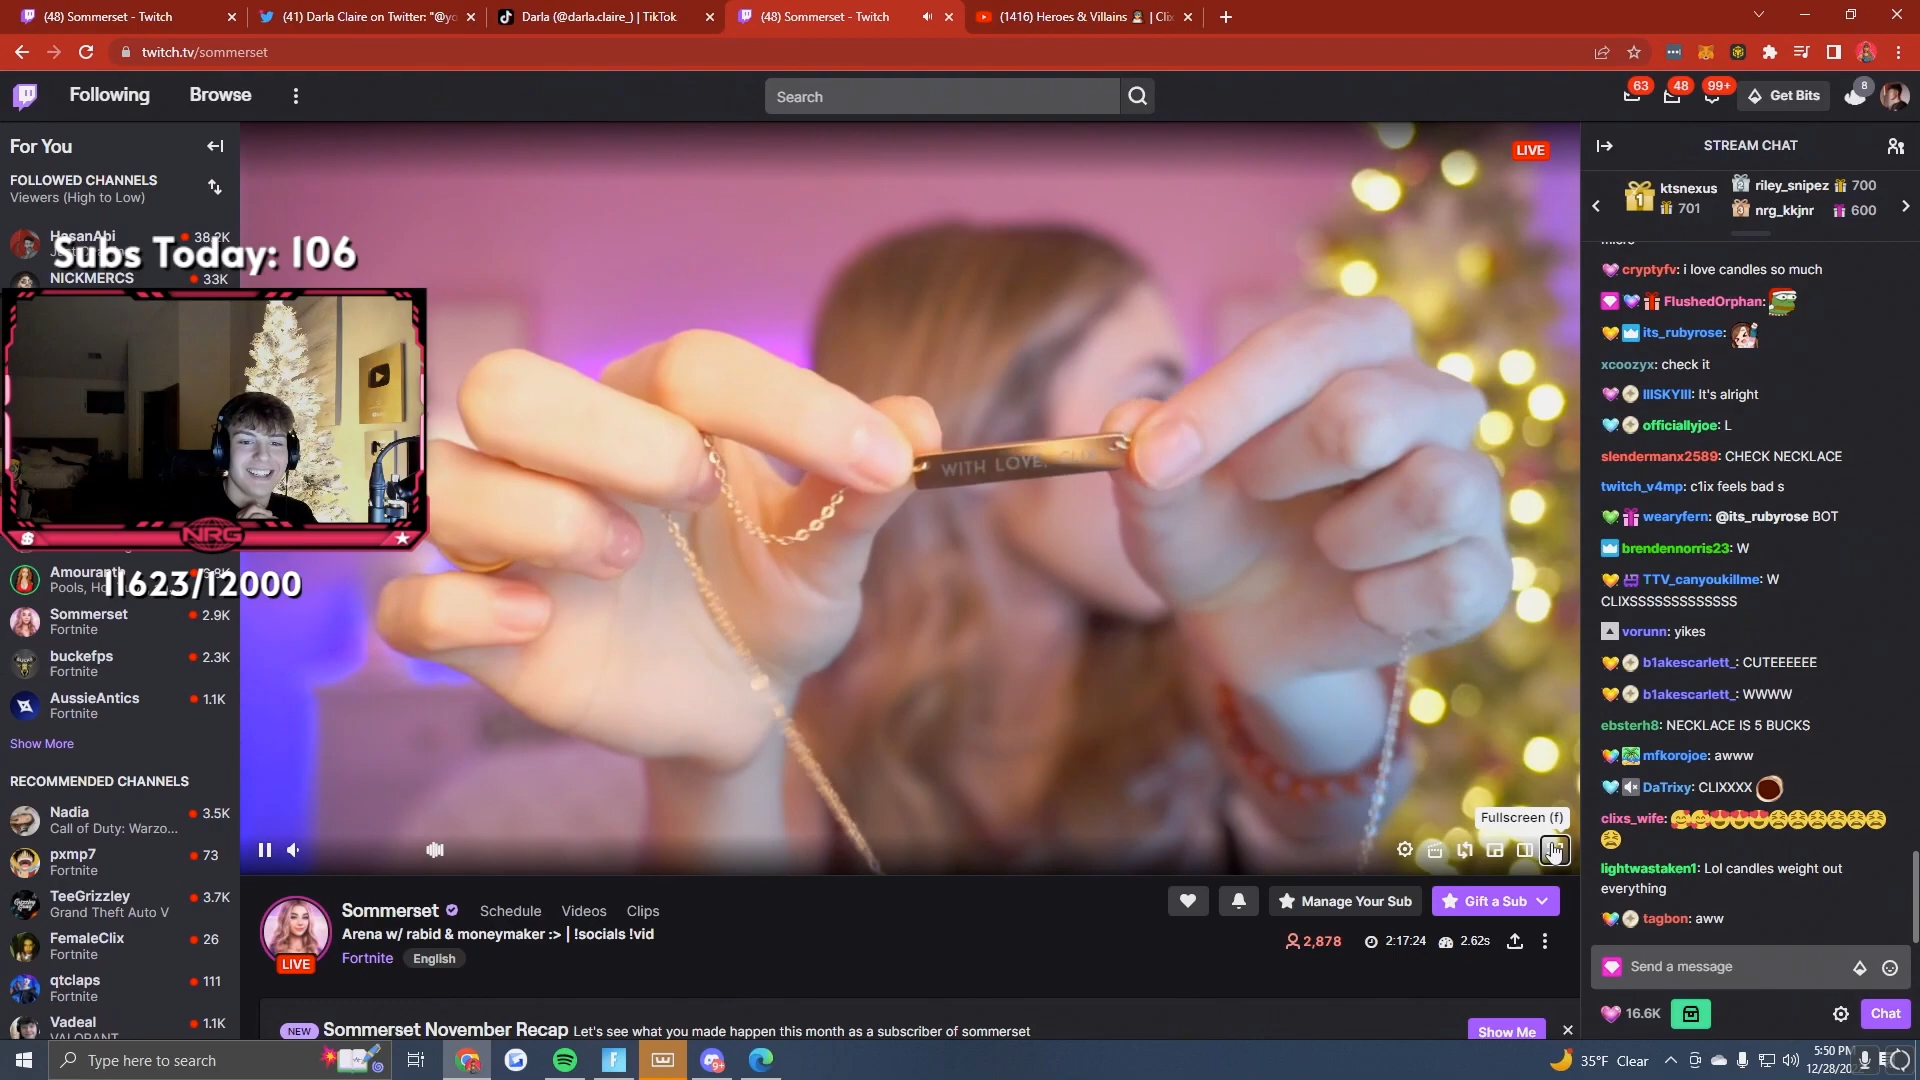 (48) Sommerset - Twitch
(41) Darla Claire on Twitter: "@yo
Darla (@darla.claire_) | TikTok
(48) Sommerset - Twitch
(1416) Heroes & Villains
| Clix
twitch.tv/sommerset
Following
Browse
Search
63
48
99+
Get Bits
8
For You
FOLLOWED CHANNELS
Viewers (High to Low)
HasanAbi
38.2K
NICKMERCS
33K
Subs Today: 106
NRG
Amouranth
Pools,
11623/12000
Sommerset
2.9K
Fortnite
buckefps
2.3K
Fortnite
AussieAntics
1.1K
Fortnite
Show More
RECOMMENDED CHANNELS
Nadia
3.5K
Call of Duty: Warzo...
pxmp7
73
Fortnite
TeeGrizzley
3.7K
Grand Theft Auto V
FemaleClix
26
Fortnite
qtclaps
111
Fortnite
Vadeal
1.1K
VALORANT
LIVE
WITH LOVE,
Fullscreen (f)
LIVE
Sommerset
Schedule
Videos
Clips
Arena w/ rabid & moneymaker :> | !socials !vid
Fortnite
English
Manage Your Sub
Gift a Sub
2,878
2:17:24
2.62s
NEW
Sommerset November Recap
Let's see what you made happen this month as a subscriber of sommerset
Show Me
STREAM CHAT
1
ktsnexus
701
riley_snipez
700
nrg_kkjnr
600
cryptyfv: i love candles so much
FlushedOrphan:
its_rubyrose:
xcoozyx: check it
IIISKYIII: It's alright
officiallyjoe: L
slendermanx2589: CHECK NECKLACE
twitch_v4mp: c1ix feels bad s
wearyfern: @its_rubyrose BOT
brendennorris23: W
TTV_canyoukillme: W
CLIXSSSSSSSSSSSSS
vorunn: yikes
b1akescarlett_: CUTEEEEEE
b1akescarlett_: WWWW
ebsterh8: NECKLACE IS 5 BUCKS
mfkorojoe: awww
DaTrixy: CLIXXXX
clixs_wife: 🥰🥰😍😍😍😫😫😫😫😫😫
😫
lightwastaken1: Lol candles weight out
everything
tagbon: aww
Send a message
16.6K
Chat
Type here to search
35°F Clear
5:50 PM